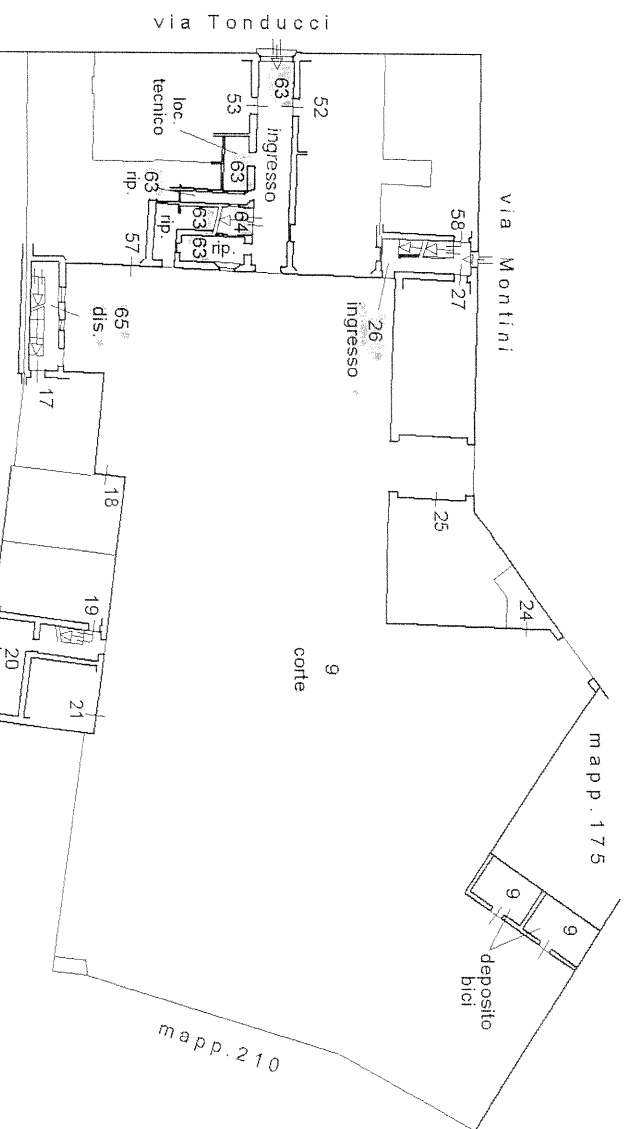 via Tonducci
63
53
52
ingresso
loc.
tecnico
63
63
rip.
rip.
63
64
63
rip.
57
via Montini
58
27
26
ingresso
65
dis.
17
18
19
20
21
25
24
9
corte
mapp.175
9
9
deposito
bici
mapp.210